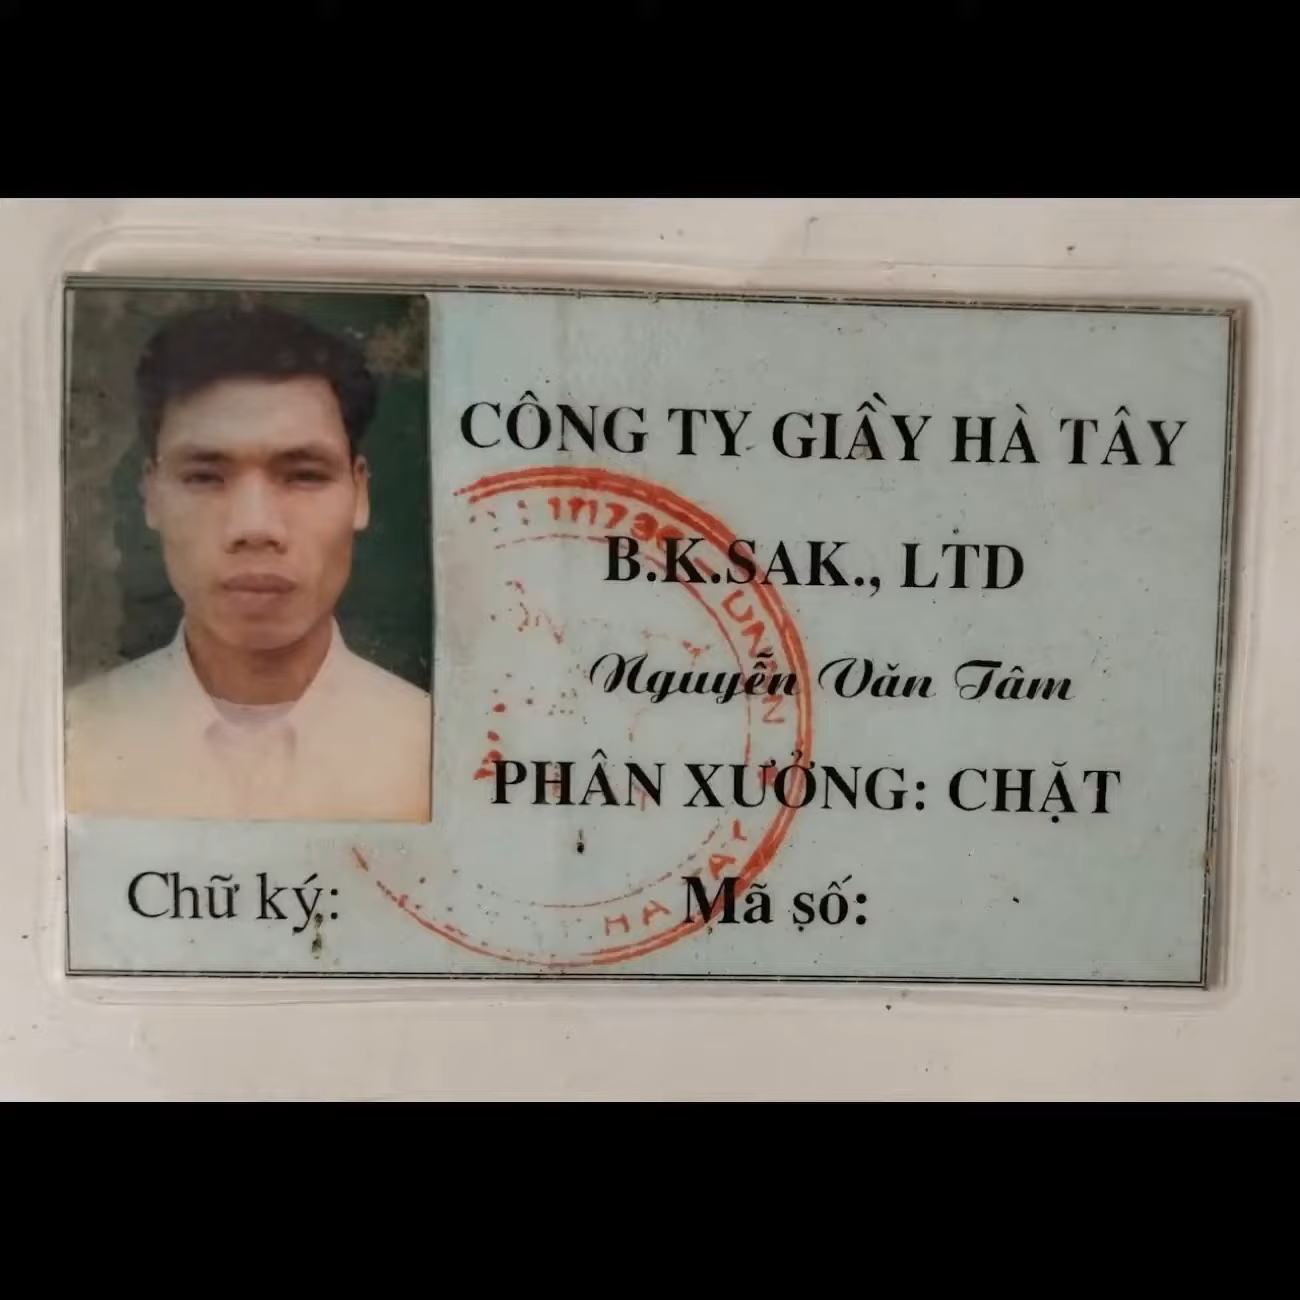 CÔNG TY GIẦY HÀ TÂY
B.K.SAK., LTD
Nguyễn Văn Tâm
PHÂN XƯỞNG: CHẶT
Chữ ký:
Mã số: